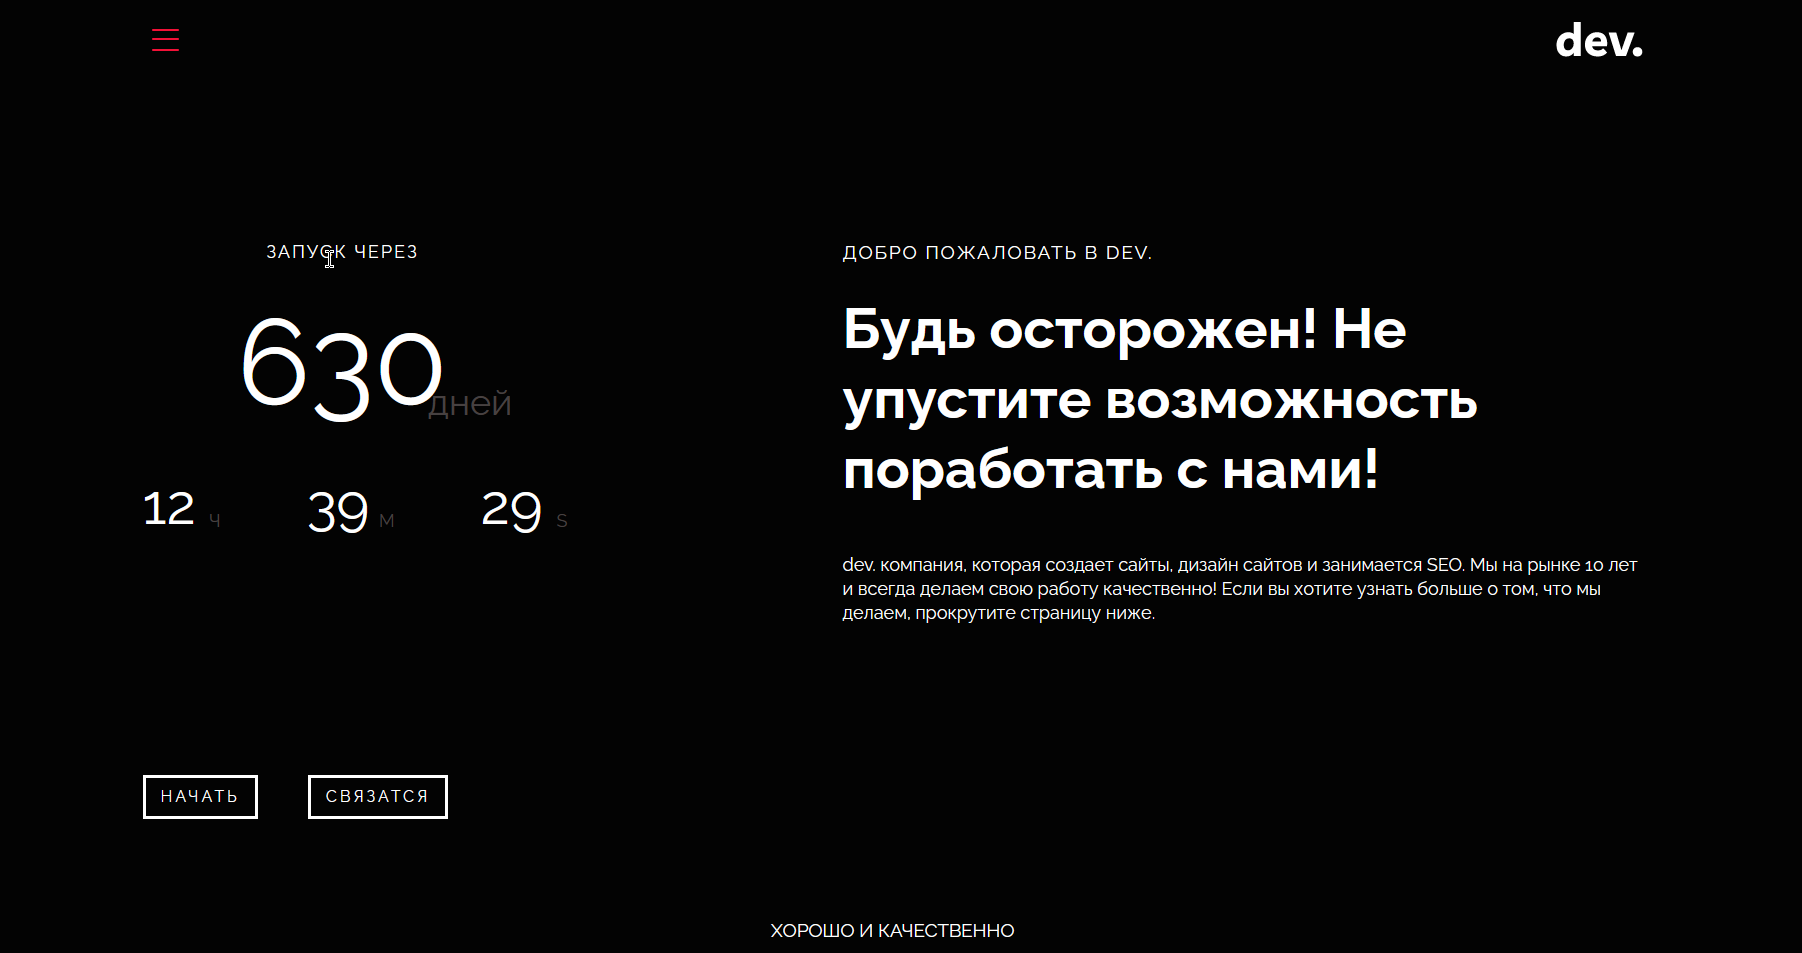 dev.
ЗАПУСК ЧЕРЕЗ
630 дней
12 Ч 39 М 29 S
НАЧАТЬ
СВЯЗАТСЯ
ДОБРО ПОЖАЛОВАТЬ В DEV.
Будь осторожен! Не
упустите возможность
поработать с нами!
dev. компания, которая создает сайты, дизайн сайтов и занимается SEO. Мы на рынке 10 лет
и всегда делаем свою работу качественно! Если вы хотите узнать больше о том, что мы
делаем, прокрутите страницу ниже.
ХОРОШО И КАЧЕСТВЕННО